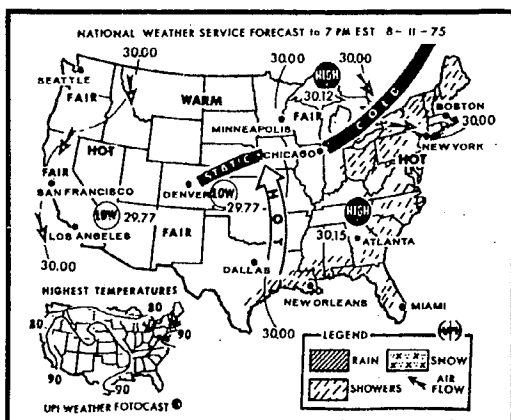 NATIONAL WEATHER SERVICE FORECAST to 7 PM EST 8-11-75
30.00
30.00
30.00
SEATTLE
HIGH
30.12
FAIR
WARM
FAIR
COLD
BOSTON
30.00
MINNEAPOLIS
NEW YORK
HOT
STATIC
CHICAGO
HOT
FAIR
SAN FRANCISCO
DENVER
LOW
29.77
HOT
HIGH
LOW
29.77
LOS ANGELES
FAIR
30.15
ATLANTA
30.00
DALLAS
HIGHEST TEMPERATURES
NEW ORLEANS
MIAMI
80
80
80
90
30.00
LEGEND
RAIN
SNOW
SHOWERS
AIR FLOW
90
90
UPI WEATHER FOTOCAST ©